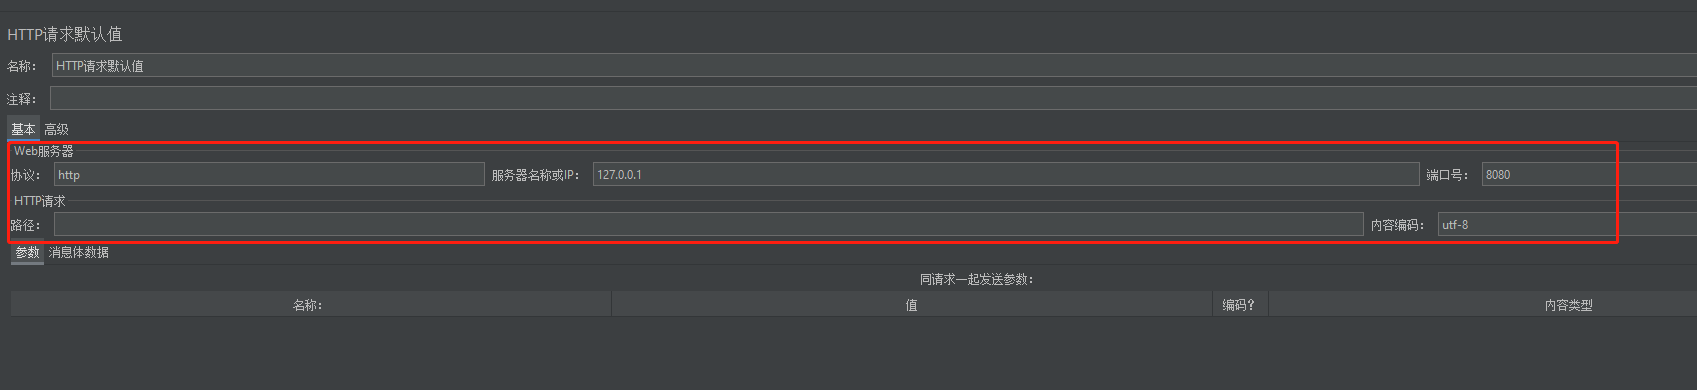 HTTP请求默认值
名称： HTTP请求默认值
注释：
基本 高级
Web服务器
协议： http 服务器名称或IP： 127.0.0.1 端口号： 8080
HTTP请求
路径： 内容编码： utf-8
参数 消息体数据
同请求一起发送参数：
名称： 值 编码？ 内容类型